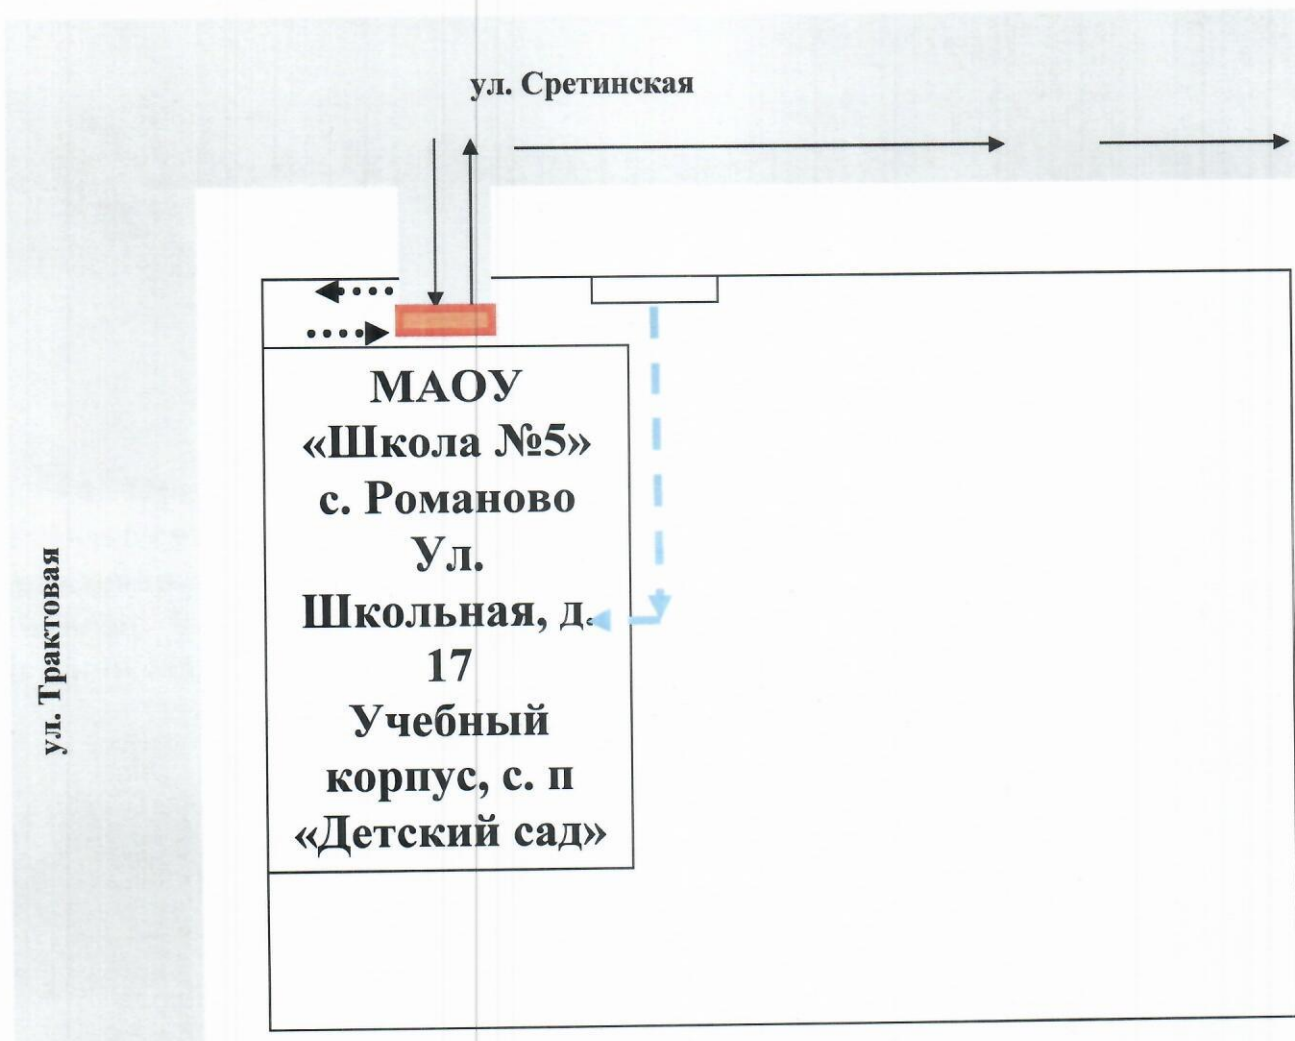 ул. Сретинская
МАОУ
«Школа №5»
с. Романово
Ул.
Школьная, д.
17
Учебный
корпус, с. п
«Детский сад»
ул. Трактовая